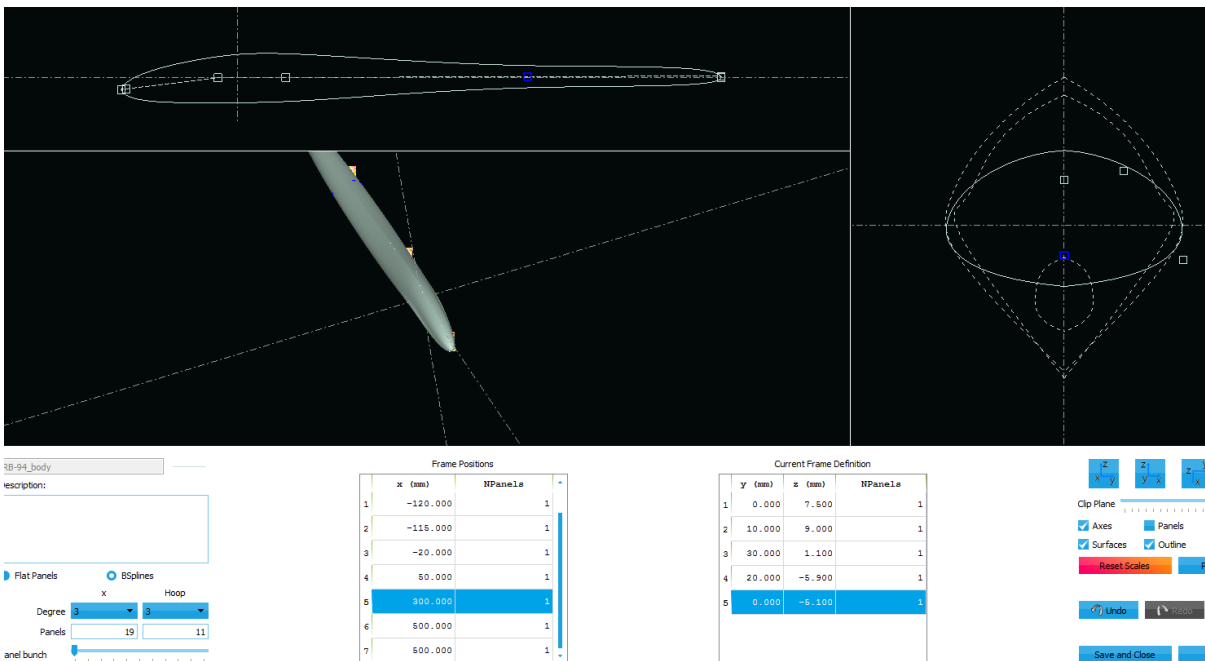 RB-94_body
Description:
Flat Panels
BSplines
x
Hoop
Degree
3
3
Panels
19
11
anel bunch
Frame Positions
x (mm) NPanels
1 -120.000 1
2 -115.000 1
3 -20.000 1
4 50.000 1
5 300.000 1
6 500.000 1
7 500.000 1
Current Frame Definition
y (mm) z (mm) NPanels
1 0.000 7.500 1
2 10.000 9.000 1
3 30.000 1.100 1
4 20.000 -5.900 1
5 0.000 -5.100 1
z x y
z y x
z y x
Clip Plane
Axes
Panels
Surfaces
Outline
Reset Scales
P
Undo
Redo
Save and Close